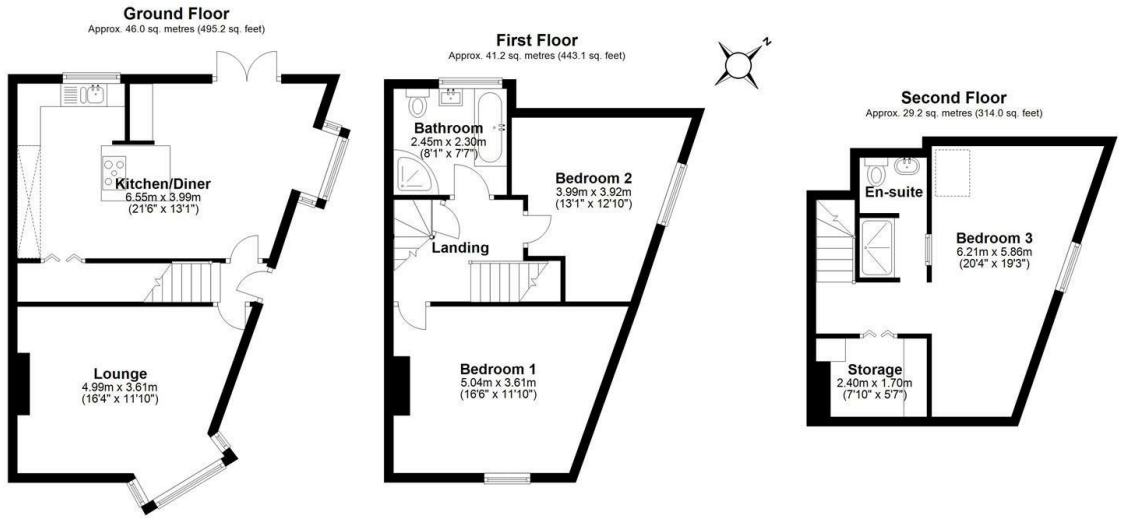 Ground Floor
Approx. 46.0 sq. metres (495.2 sq. feet)
Kitchen/Diner
6.55m x 3.99m
(21'6" x 13'1")
Lounge
4.99m x 3.61m
(16'4" x 11'10")
First Floor
Approx. 41.2 sq. metres (443.1 sq. feet)
Bathroom
2.45m x 2.30m
(8'1" x 7'7")
Bedroom 2
3.99m x 3.92m
(13'1" x 12'10")
Landing
Bedroom 1
5.04m x 3.61m
(16'6" x 11'10")
N
Second Floor
Approx. 29.2 sq. metres (314.0 sq. feet)
En-suite
Bedroom 3
6.21m x 5.86m
(20'4" x 19'3")
Storage
2.40m x 1.70m
(7'10" x 5'7")